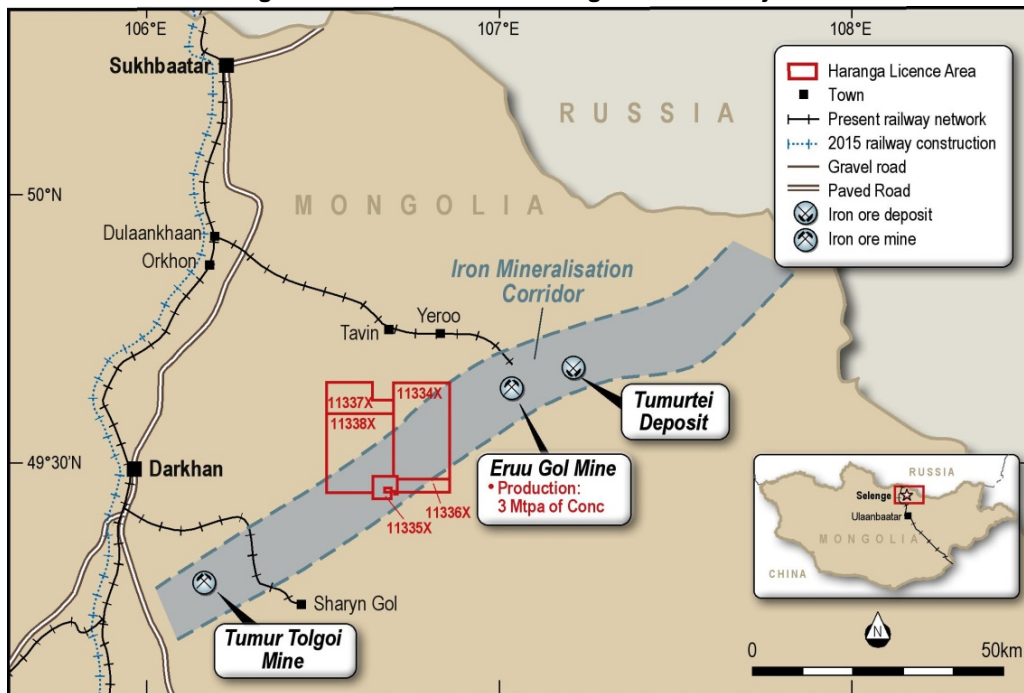 106°E
107°E
108°E
Sukhbaatar
RUSSIA
Haranga Licence Area
Town
Present railway network
2015 railway construction
Gravel road
Paved Road
Iron ore deposit
Iron ore mine
50°N
MONGOLIA
Dulaankhaan
Orkhon
Iron Mineralisation
Corridor
Tavin
Yeroo
11337X
11334X
11338X
Tumurtei
Deposit
49°30'N
Darkhan
Eruu Gol Mine
• Production:
3 Mtpa of Conc
11336X
11335X
RUSSIA
Selenge
Ulaanbaatar
MONGOLIA
CHINA
Sharyn Gol
Tumur Tolgoi
Mine
N
0
50km